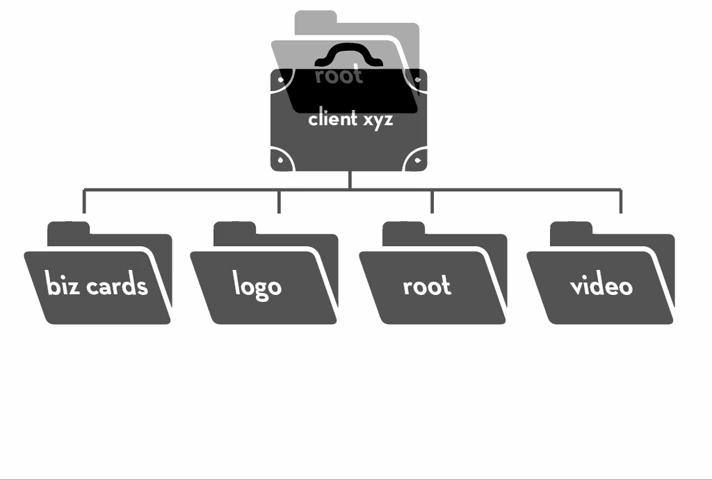 root
client xyz
biz cards
logo
root
video